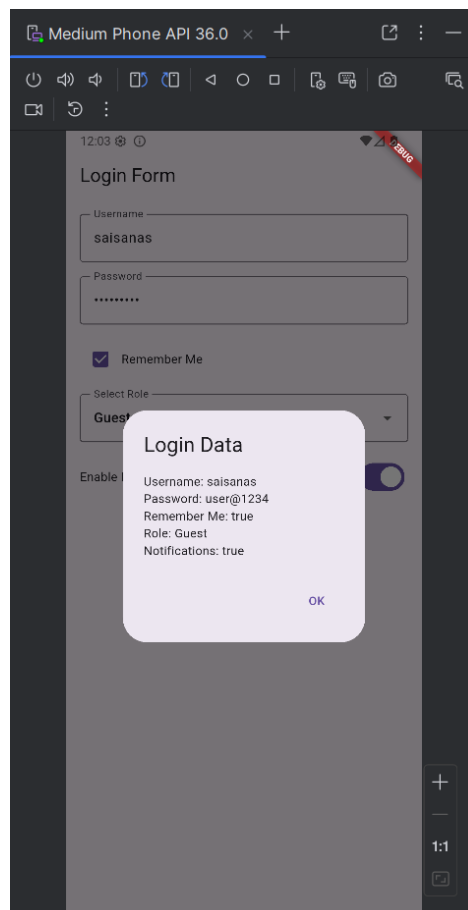 Medium Phone API 36.0
12:03
DEBUG
Login Form
Username
saisanas
Password
•••••••••
Remember Me
Select Role
Guest
Enable
Login Data
Username: saisanas
Password: user@1234
Remember Me: true
Role: Guest
Notifications: true
OK
1:1